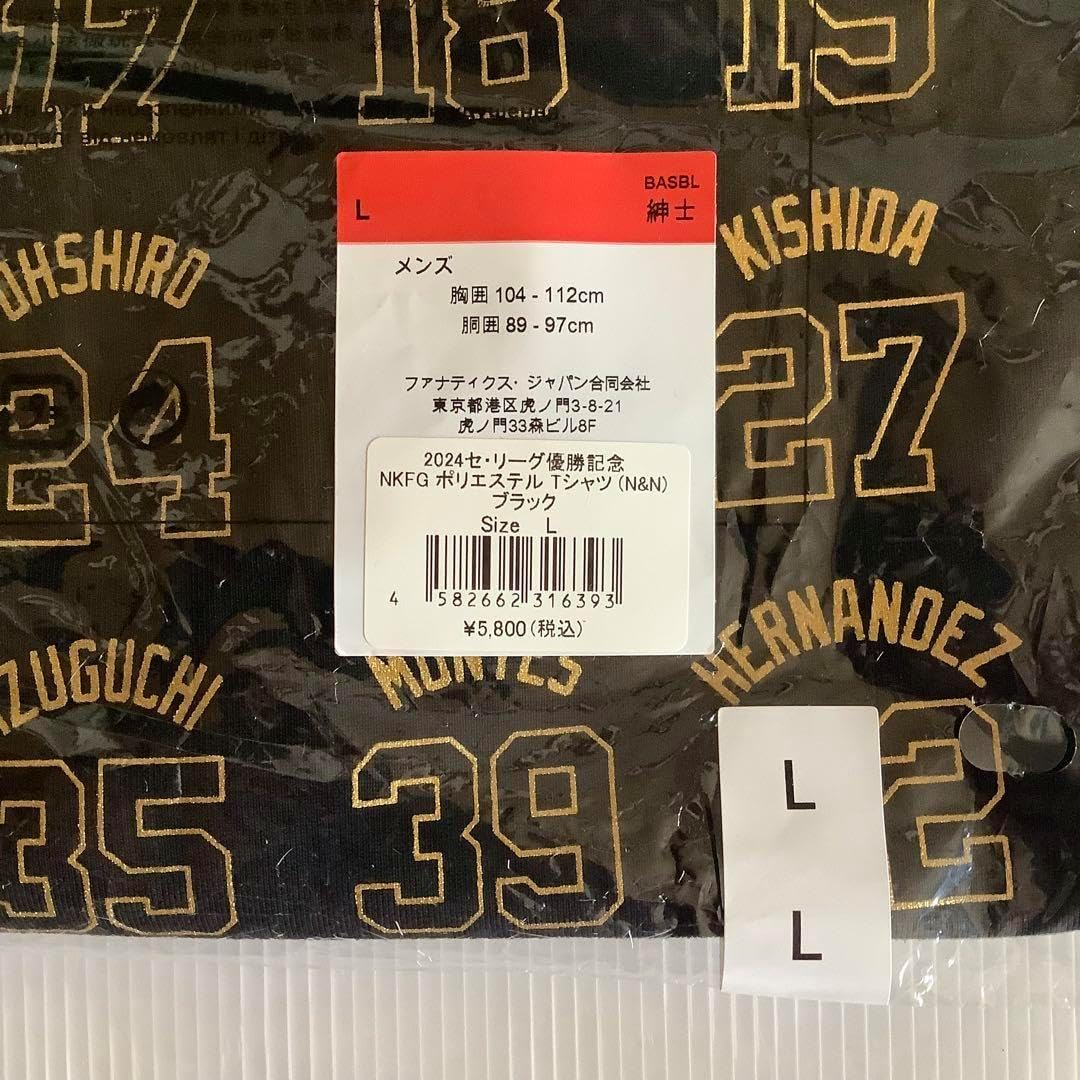 17 18 19
L
BASBL
紳士
メンズ
胸囲 104 - 112cm
胴囲 89 - 97cm
ファナティクス・ジャパン合同会社
東京都港区虎ノ門3-8-21
虎ノ門33森ビル8F
2024セ・リーグ優勝記念
NKFG ポリエステル Tシャツ (N&N)
ブラック
Size L
4 582662 316393
¥5,800(税込)
OHSHIRO
24
KISHIDA
27
IZUGUCHI
35
MONTES
39
HERNANDEZ
2
L
L